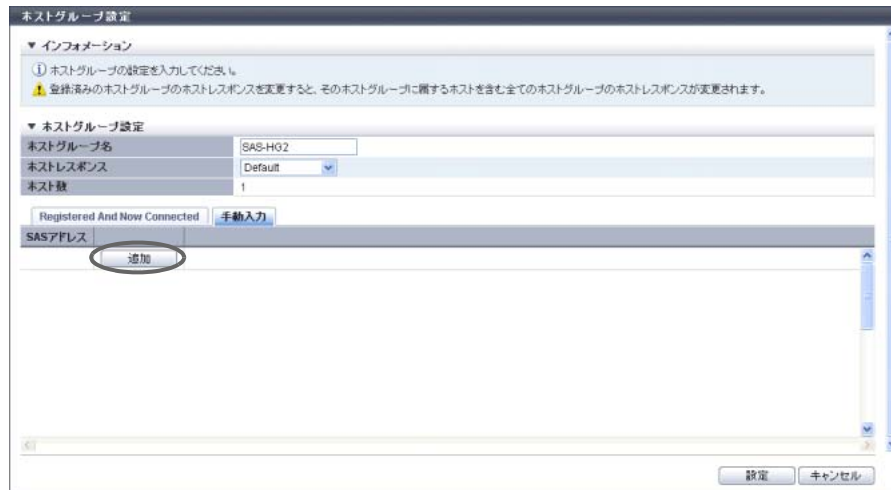 ホストグループ設定
▼ インフォメーション
ホストグループの設定を入力してください。
登録済みのホストグループのホストレスポンスを変更すると、そのホストグループに属するホストを含む全てのホストグループのホストレスポンスが変更されます。
▼ ホストグループ設定
ホストグループ名 SAS-HG2
ホストレスポンス Default
ホスト数 1
Registered And Now Connected 手動入力
SASアドレス
追加
設定 キャンセル